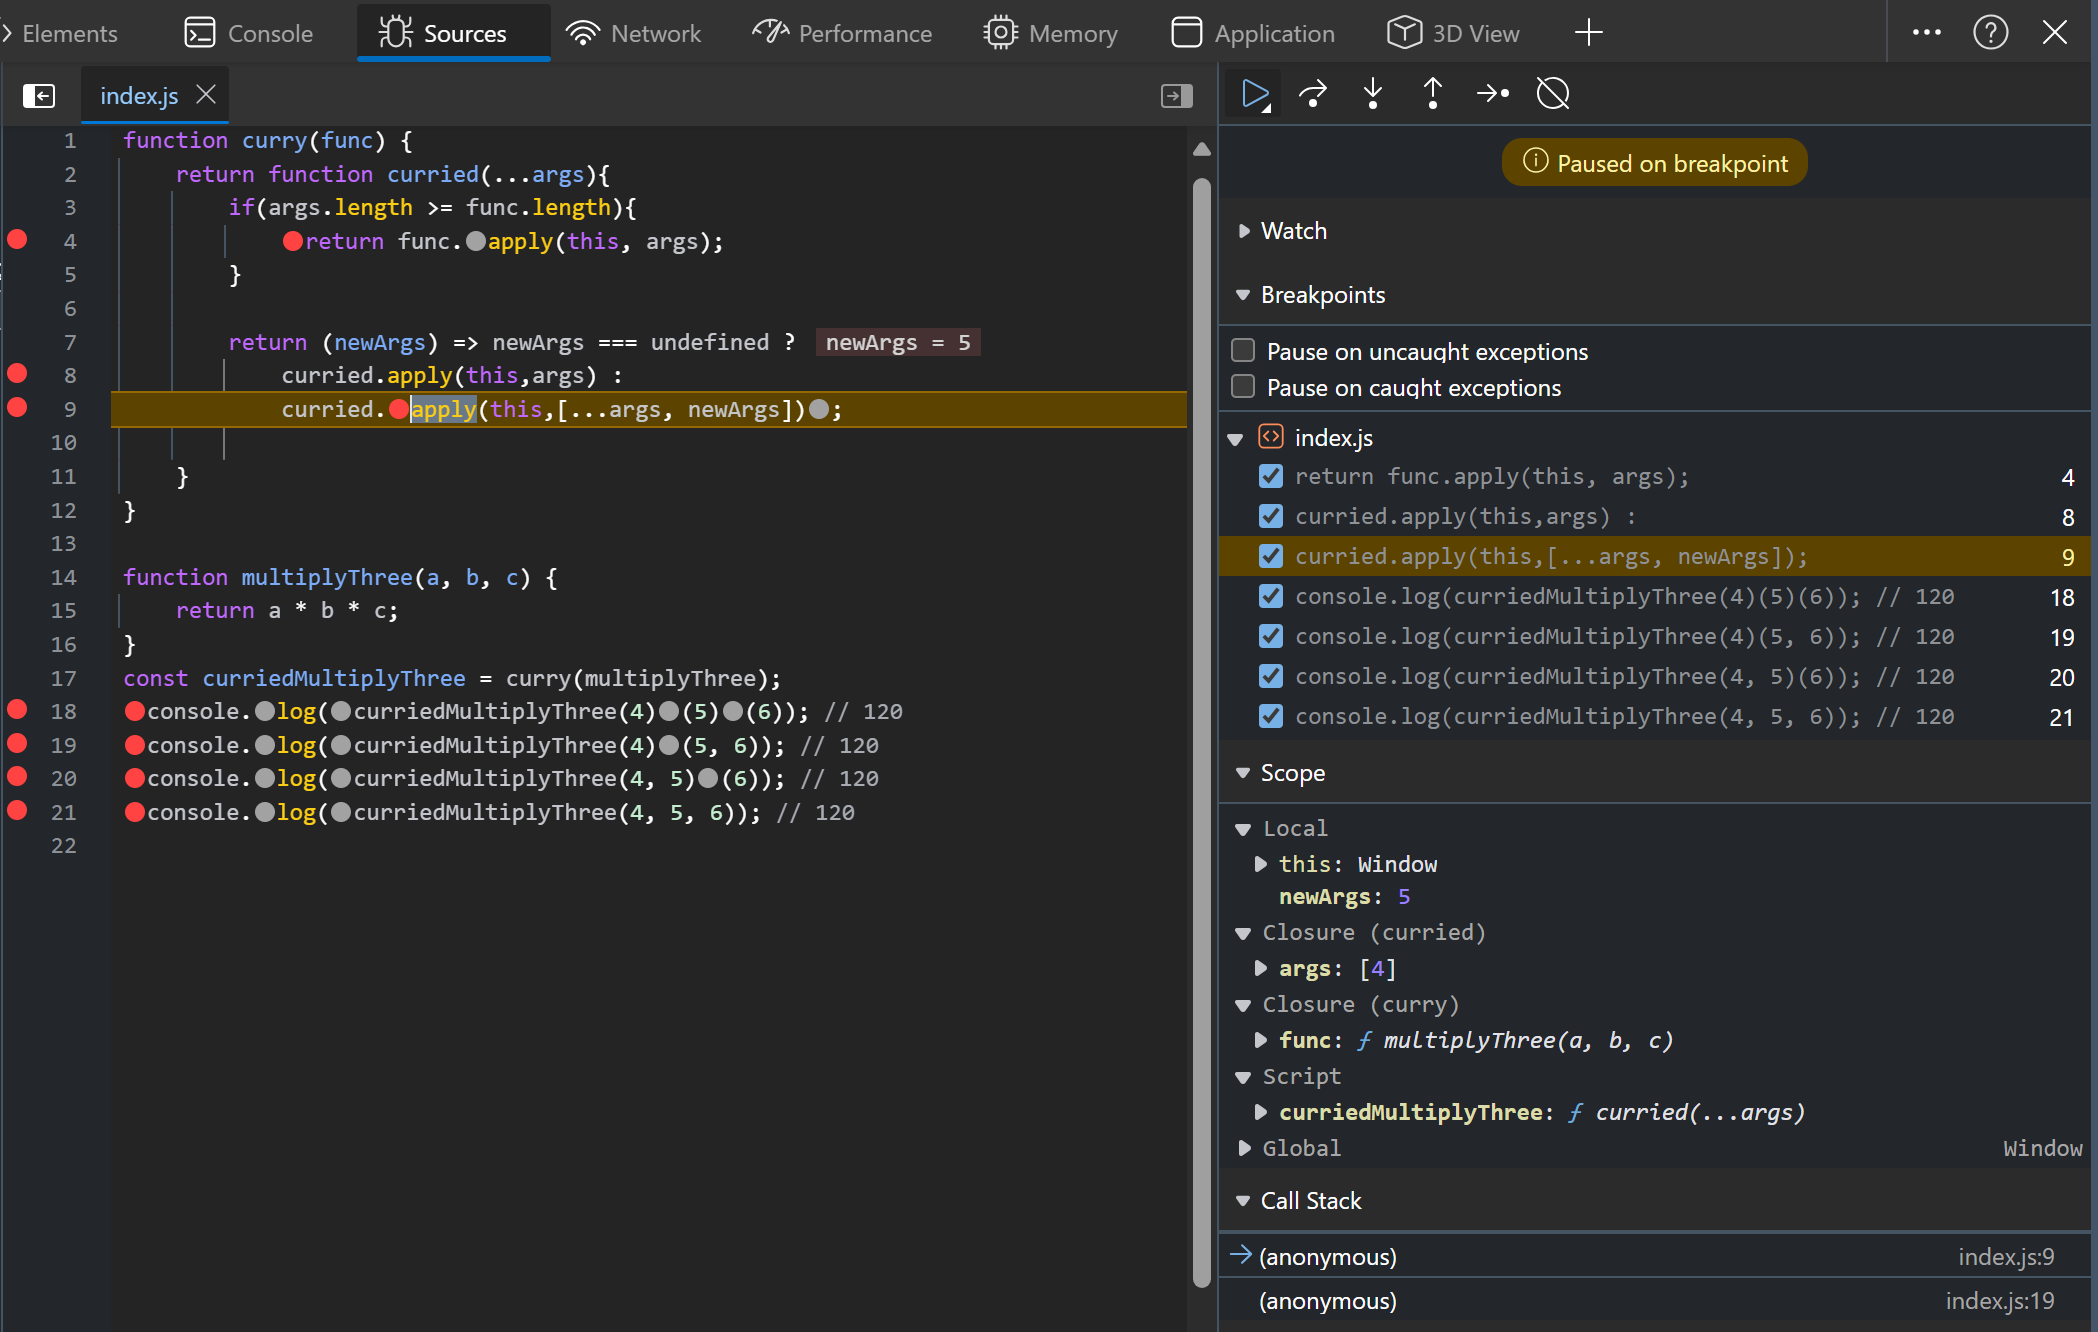 Elements Console Sources Network Performance Memory Application 3D View
index.js
1 function curry(func) {
2 return function curried(...args){
3 if(args.length >= func.length){
4 return func.apply(this, args);
5 }
6
7 return (newArgs) => newArgs === undefined ? newArgs = 5
8 curried.apply(this,args) :
9 curried.apply(this,[...args, newArgs]);
10
11 }
12 }
13
14 function multiplyThree(a, b, c) {
15 return a * b * c;
16 }
17 const curriedMultiplyThree = curry(multiplyThree);
18 console.log(curriedMultiplyThree(4)(5)(6)); // 120
19 console.log(curriedMultiplyThree(4)(5, 6)); // 120
20 console.log(curriedMultiplyThree(4, 5)(6)); // 120
21 console.log(curriedMultiplyThree(4, 5, 6)); // 120
22
Paused on breakpoint
Watch
Breakpoints
Pause on uncaught exceptions
Pause on caught exceptions
index.js
return func.apply(this, args); 4
curried.apply(this,args) : 8
curried.apply(this,[...args, newArgs]); 9
console.log(curriedMultiplyThree(4)(5)(6)); // 120 18
console.log(curriedMultiplyThree(4)(5, 6)); // 120 19
console.log(curriedMultiplyThree(4, 5)(6)); // 120 20
console.log(curriedMultiplyThree(4, 5, 6)); // 120 21
Scope
Local
this: Window
newArgs: 5
Closure (curried)
args: [4]
Closure (curry)
func: ƒ multiplyThree(a, b, c)
Script
curriedMultiplyThree: ƒ curried(...args)
Global Window
Call Stack
(anonymous) index.js:9
(anonymous) index.js:19